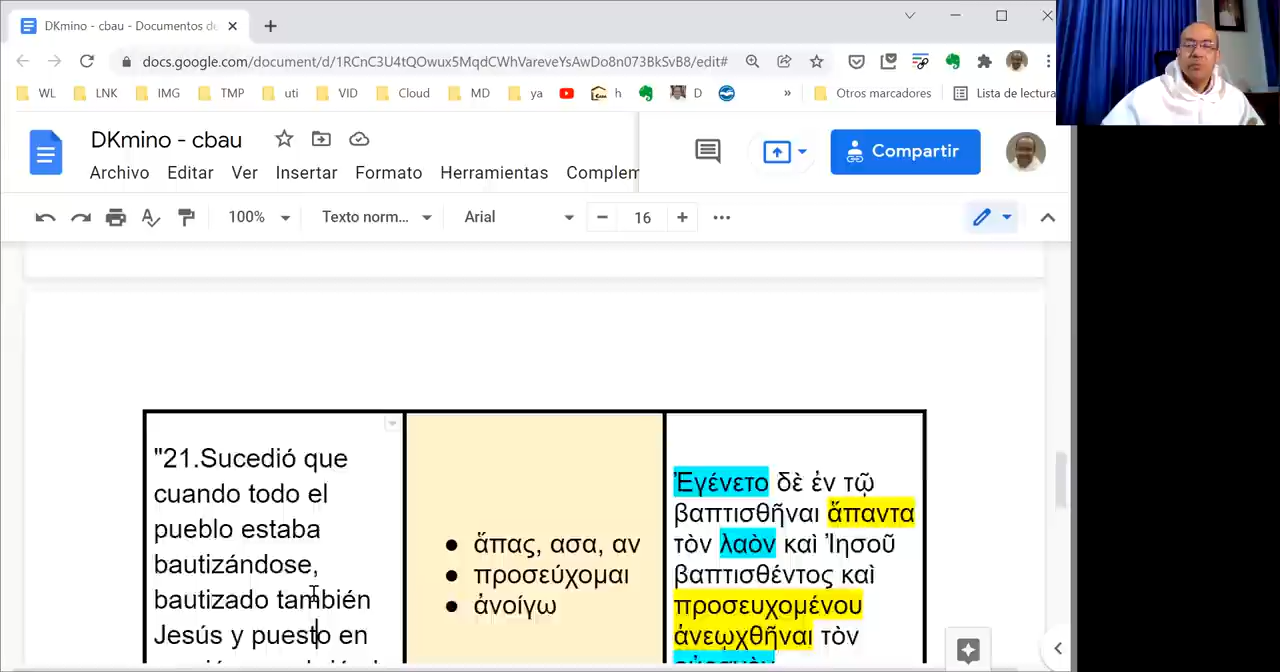 DKmino - cbau - Documentos de
docs.google.com/document/d/1RCnC3U4tQOwux5MqdCWhVareveYsAwDo8n073BkSvB8/edit#
WL LNK IMG TMP uti VID Cloud MD ya h D » Otros marcadores Lista de lectura
DKmino - cbau
Compartir
Archivo Editar Ver Insertar Formato Herramientas Complem
100% Texto norm... Arial 16
"21.Sucedió que
cuando todo el
pueblo estaba
bautizándose,
bautizado también
Jesús y puesto en
ἅπας, ασα, αν
προσεύχομαι
ἀνοίγω
Ἐγένετο δὲ ἐν τῷ
βαπτισθῆναι ἅπαντα
τὸν λαὸν καὶ Ἰησοῦ
βαπτισθέντος καὶ
προσευχομένου
ἀνεῳχθῆναι τὸν